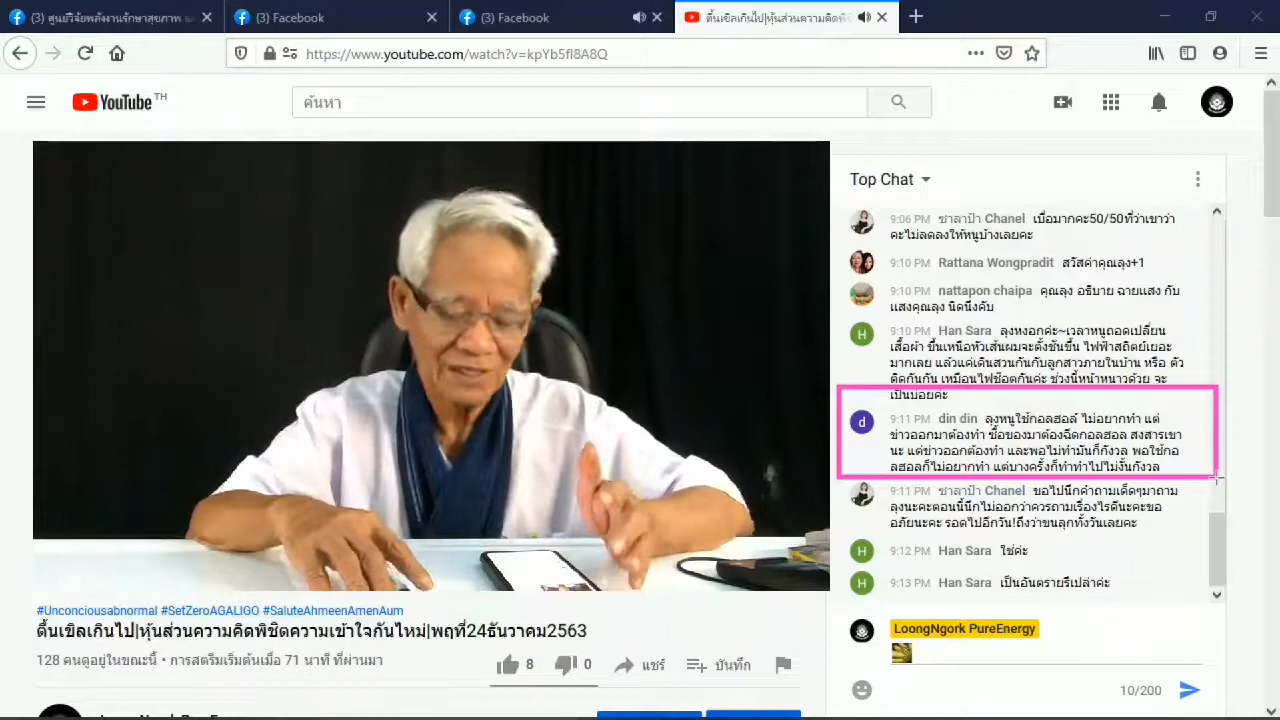 (3) ศูนย์วิจัยพลังงานรักษาสุขภาพ
(3) Facebook
(3) Facebook
ตื้นเขิลเกินไป|หุ้นส่วนความคิดพิชิ
https://www.youtube.com/watch?v=kpYb5fI8A8Q
YouTube TH
ค้นหา
Top Chat
9:06 PM ชาลาป๋า Chanel เบื่อมากคะ50/50ที่ว่าเขาว่า
คะไม่ลดลงให้หนูบ้างเลยคะ
9:10 PM Rattana Wongpradit สวัสค่าคุณลุง+1
9:10 PM nattapon chaipa คุณลุง อธิบาย ฉายแสง กับ
แสงคุณลุง นิดนึ่งคับ
9:10 PM Han Sara ลุงหงอกค่ะ~เวลาหนูถอดเปลี่ยน
เสื้อผ้า ขึ้นเหนือหัวเส้นผมจะตั้งชันขึ้น ไฟฟ้าสถิตย์เยอะ
มากเลย แล้วแค่เดินสวนกันกับลูกสาวภายในบ้าน หรือ ตัว
ติดกันกัน เหมือนไฟช๊อตกันค่ะ ช่วงนี้หน้าหนาวด้วย จะ
เป็นบ่อยค่ะ
d
9:11 PM din din ลุงหนูใช้กอลฮอล์ ไม่อยากทำ แต่
ข่าวออกมาต้องทำ ซื้อของมาต้องฉีดกอลฮอล สงสารเขา
นะ แต่ข่าวออกต้องทำ และพอไม่ทำมันก็กังวล พอใช้กอ
ลฮอลก็ไม่อยากทำ แต่บางครั้งก็ทำทำไปไม่งั้นกังวล
9:11 PM ชาลาป๋า Chanel ขอไปนึกคำถามเด็ดๆมาถาม
ลุงนะคะตอนนี้นึกไม่ออกว่าควรถามเรื่องไรดีนะคะขอ
อภัยนะคะ รอดไปอีกวัน!ถึงว่าขนลุกทั้งวันเลยคะ
H
9:12 PM Han Sara ใช่ค่ะ
H
9:13 PM Han Sara เป็นอันตรายรึเปล่าค่ะ
LoongNgork PureEnergy
10/200
#Unconciousabnormal #SetZeroAGALIGO #SaluteAhmeenAmenAum
ตื้นเขิลเกินไป|หุ้นส่วนความคิดพิชิตความเข้าใจกันไหม่|พฤที่24ธันวาคม2563
128 คนดูอยู่ในขณะนี้ • การสตรีมเริ่มต้นเมื่อ 71 นาที ที่ผ่านมา
8
0
แชร์
บันทึก